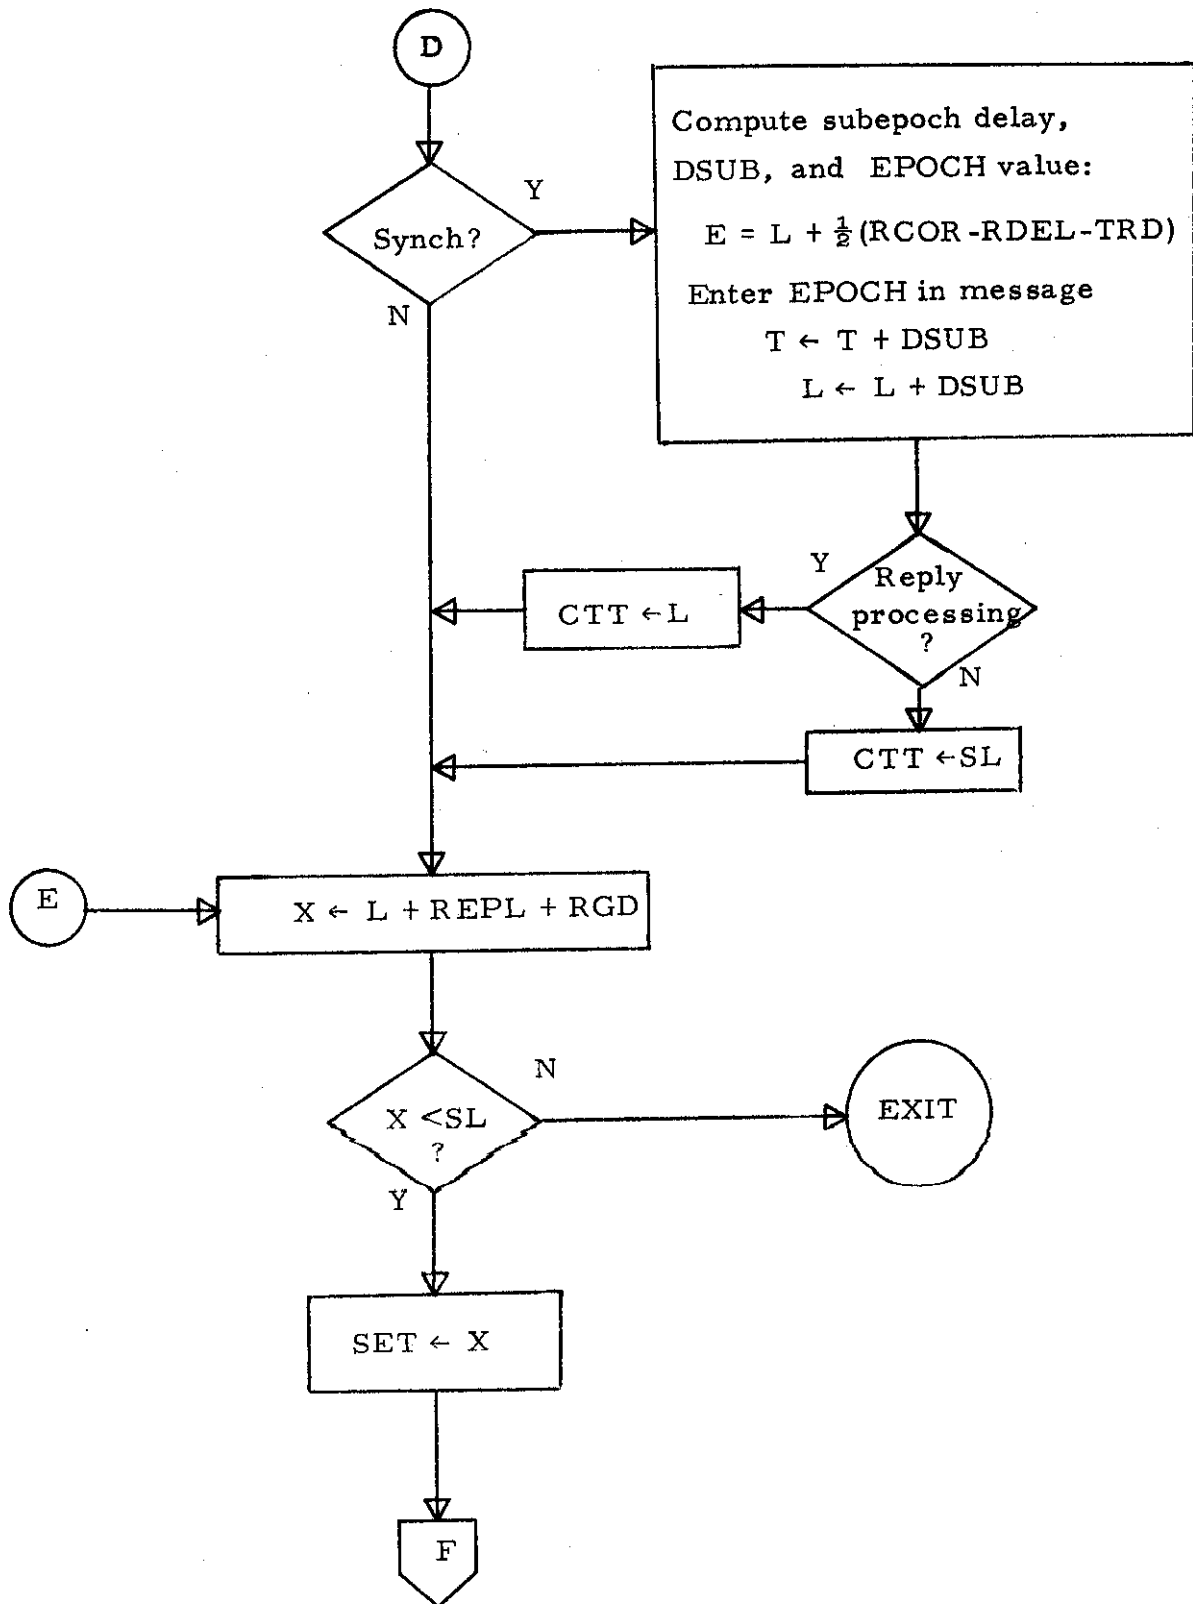 D
Synch?
Y
N
Compute subepoch delay,
DSUB, and EPOCH value:
E = L + ½ (RCOR-RDEL-TRD)
Enter EPOCH in message
T ← T + DSUB
L ← L + DSUB
Reply
processing
?
Y
N
CTT ← L
CTT ← SL
E
X ← L + REPL + RGD
X < SL
?
N
Y
EXIT
SET ← X
F